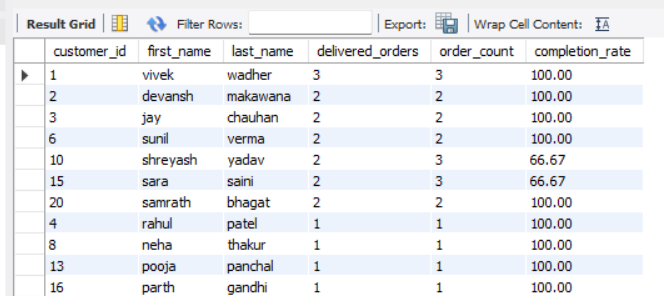 Result Grid Filter Rows: Export: Wrap Cell Content: IA
customer_id first_name last_name delivered_orders order_count completion_rate
1 vivek wadher 3 3 100.00
2 devansh makawana 2 2 100.00
3 jay chauhan 2 2 100.00
6 sunil verma 2 2 100.00
10 shreyash yadav 2 3 66.67
15 sara saini 2 3 66.67
20 samrath bhagat 2 2 100.00
4 rahul patel 1 1 100.00
8 neha thakur 1 1 100.00
13 pooja panchal 1 1 100.00
16 parth gandhi 1 1 100.00